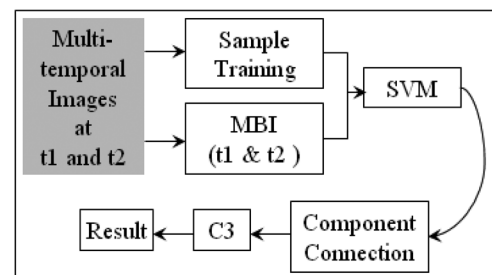 Multi-
temporal
Images
at
t1 and t2
Sample
Training
MBI
(t1 & t2 )
SVM
Component
Connection
C3
Result